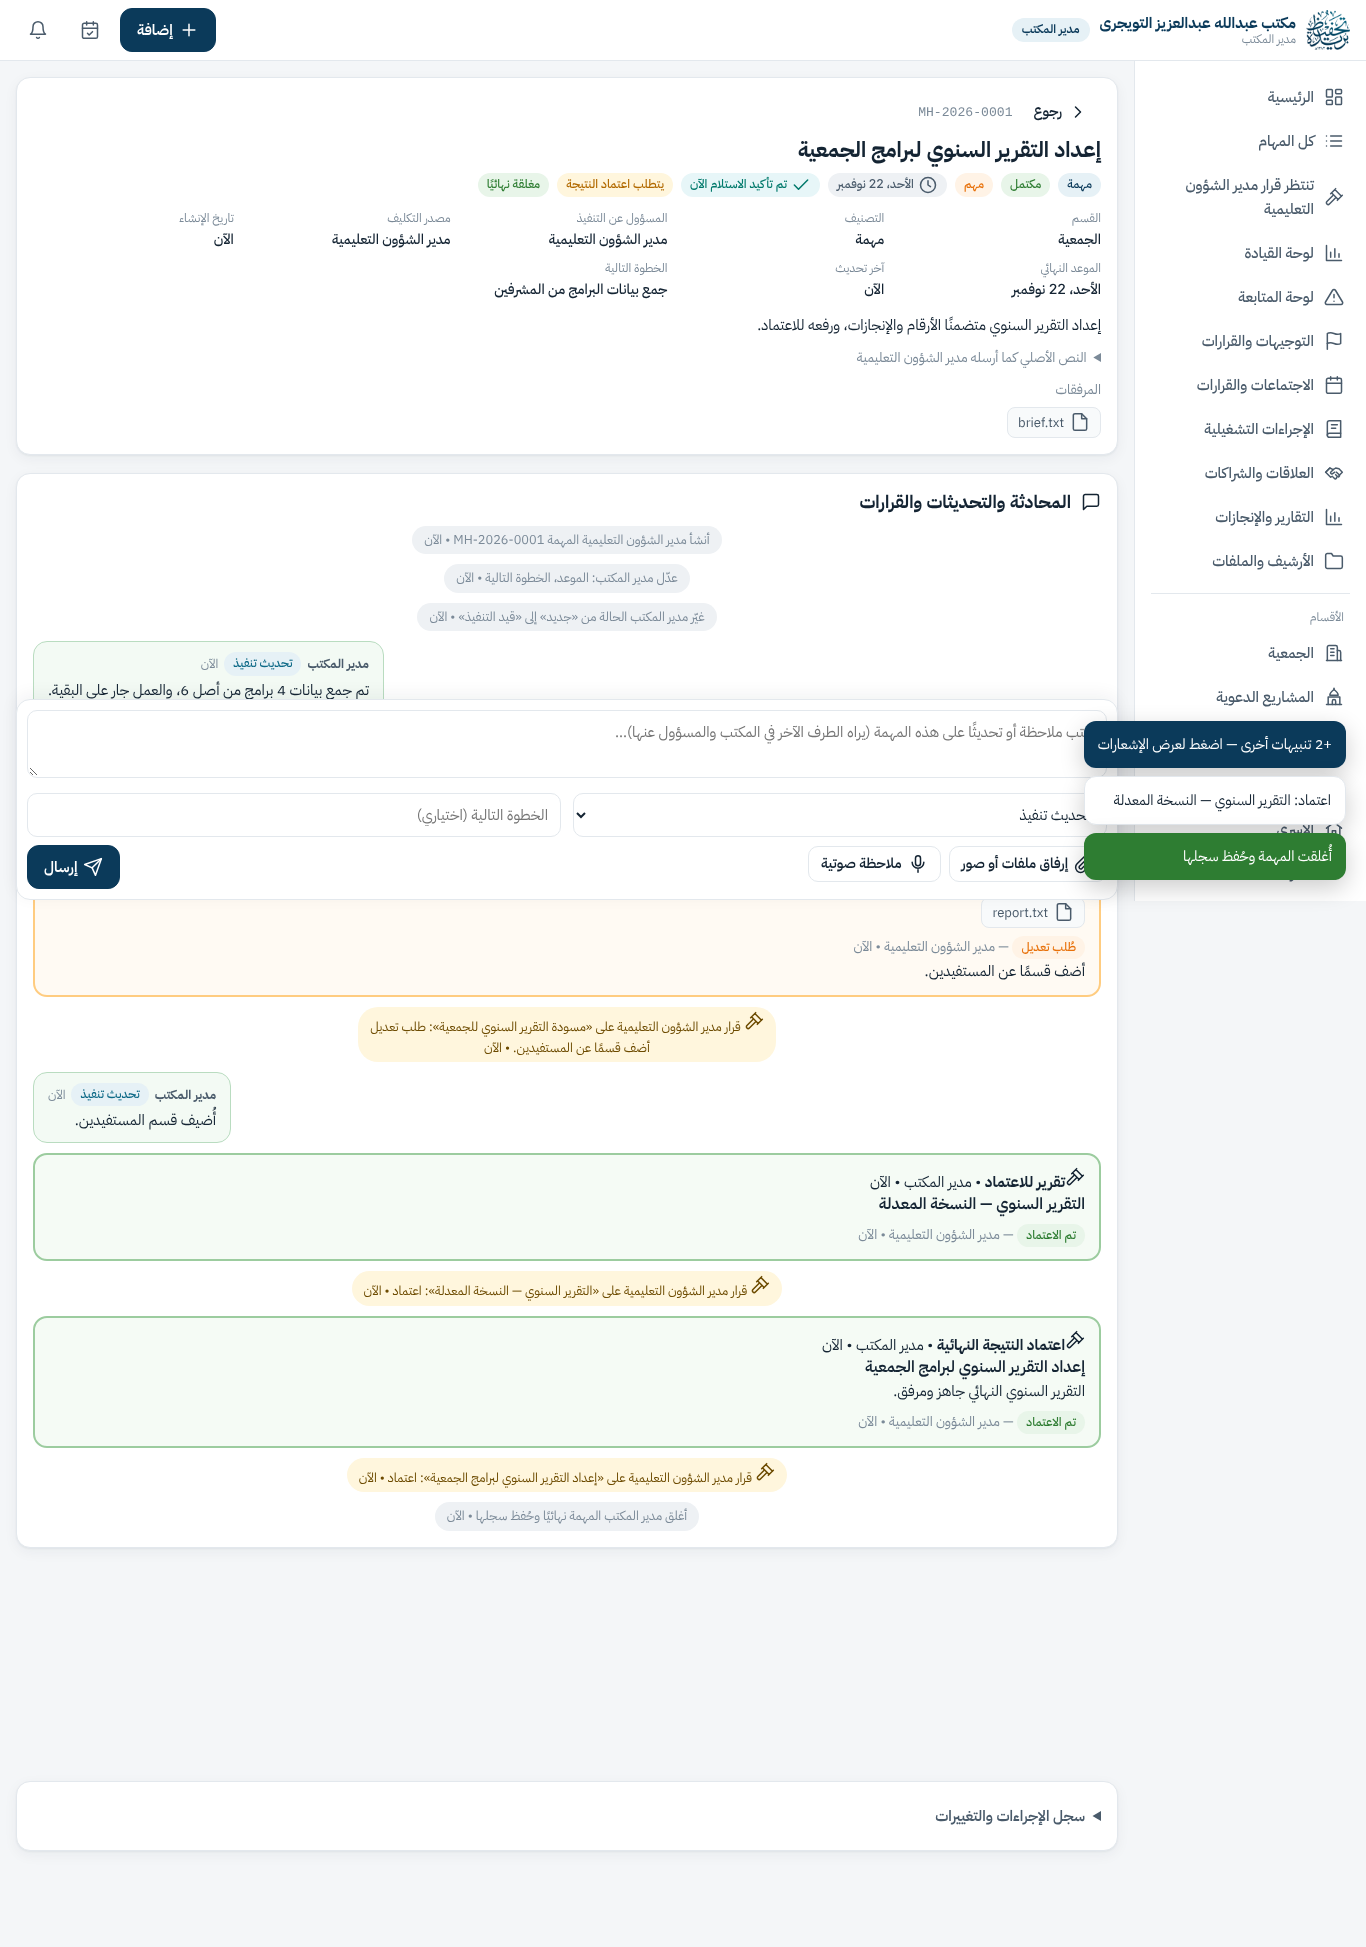 مكتب عبدالله عبدالعزيز التويجري
مدير المكتب
مدير المكتب
إضافة
الرئيسية
كل المهام
تنتظر قرار مدير الشؤون
التعليمية
لوحة القيادة
لوحة المتابعة
التوجيهات والقرارات
الاجتماعات والقرارات
الإجراءات التشغيلية
العلاقات والشراكات
التقارير والإنجازات
الأرشيف والملفات
الأقسام
الجمعية
المشاريع الدعوية
+2 تنبيهات أخرى — اضغط لعرض الإشعارات
اعتماد: التقرير السنوي — النسخة المعدلة
أُغلقت المهمة وحُفظ سجلها
رجوع MH-2026-0001
إعداد التقرير السنوي لبرامج الجمعية
مهمة مكتمل مهم الأحد، 22 نوفمبر تم تأكيد الاستلام الآن يتطلب اعتماد النتيجة مغلقة نهائيًا
القسم التصنيف المسؤول عن التنفيذ مصدر التكليف تاريخ الإنشاء
الجمعية مهمة مدير الشؤون التعليمية مدير الشؤون التعليمية الآن
الموعد النهائي آخر تحديث الخطوة التالية
الأحد، 22 نوفمبر الآن جمع بيانات البرامج من المشرفين
إعداد التقرير السنوي متضمنًا الأرقام والإنجازات، ورفعه للاعتماد.
النص الأصلي كما أرسله مدير الشؤون التعليمية
المرفقات
brief.txt
المحادثة والتحديثات والقرارات
أنشأ مدير الشؤون التعليمية المهمة MH-2026-0001 • الآن
عدّل مدير المكتب: الموعد، الخطوة التالية • الآن
غيّر مدير المكتب الحالة من «جديد» إلى «قيد التنفيذ» • الآن
مدير المكتب تحديث تنفيذ الآن
تم جمع بيانات 4 برامج من أصل 6، والعمل جار على البقية.
ملاحظة أو تحديثًا على هذه المهمة (يراه الطرف الآخر في المكتب والمسؤول عنها)...
تنفيذ
الخطوة التالية (اختياري)
إرفاق ملفات أو صور
ملاحظة صوتية
إرسال
report.txt
طُلب تعديل — مدير الشؤون التعليمية • الآن
أضف قسمًا عن المستفيدين.
قرار مدير الشؤون التعليمية على «مسودة التقرير السنوي للجمعية»: طلب تعديل
أضف قسمًا عن المستفيدين. • الآن
مدير المكتب تحديث تنفيذ الآن
أُضيف قسم المستفيدين.
تقرير للاعتماد • مدير المكتب • الآن
التقرير السنوي — النسخة المعدلة
تم الاعتماد — مدير الشؤون التعليمية • الآن
قرار مدير الشؤون التعليمية على «التقرير السنوي — النسخة المعدلة»: اعتماد • الآن
اعتماد النتيجة النهائية • مدير المكتب • الآن
إعداد التقرير السنوي لبرامج الجمعية
التقرير السنوي النهائي جاهز ومرفق.
تم الاعتماد — مدير الشؤون التعليمية • الآن
قرار مدير الشؤون التعليمية على «إعداد التقرير السنوي لبرامج الجمعية»: اعتماد • الآن
أغلق مدير المكتب المهمة نهائيًا وحُفظ سجلها • الآن
سجل الإجراءات والتغييرات